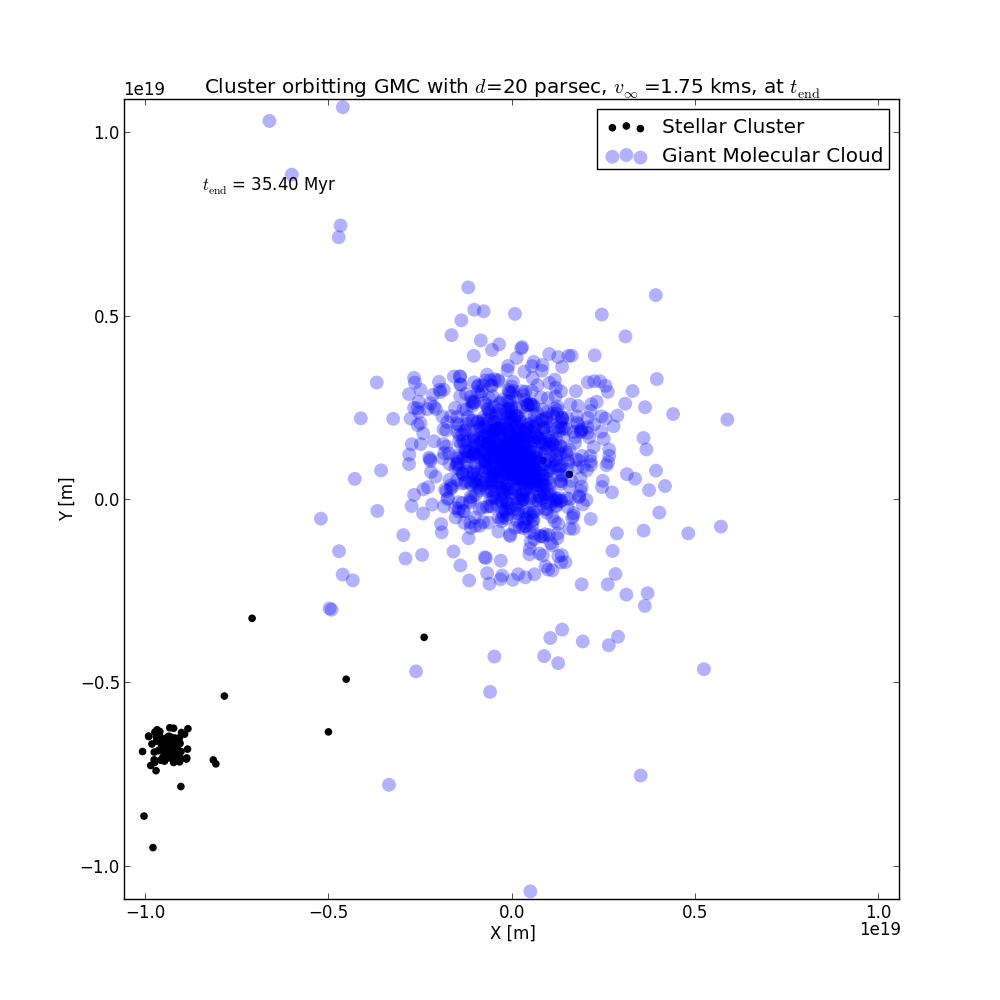 Cluster orbitting GMC with d=20 parsec, v∞ =1.75 kms, at t_end
1e19
Stellar Cluster
Giant Molecular Cloud
t_end = 35.40 Myr
1.0
0.5
0.0
−0.5
−1.0
Y [m]
−1.0 −0.5 0.0 0.5 1.0
1e19
X [m]